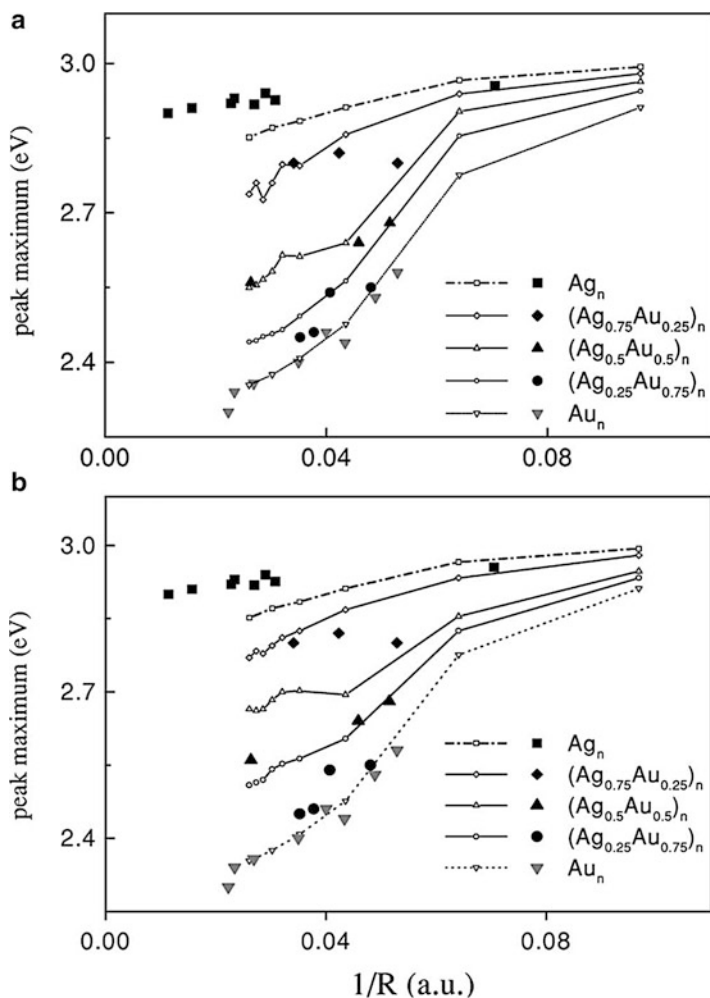 a
peak maximum (eV)
3.0
2.7
2.4
0.00
0.04
0.08
Agₙ
(Ag₀.₇₅Au₀.₂₅)ₙ
(Ag₀.₅Au₀.₅)ₙ
(Ag₀.₂₅Au₀.₇₅)ₙ
Auₙ
b
peak maximum (eV)
3.0
2.7
2.4
Agₙ
(Ag₀.₇₅Au₀.₂₅)ₙ
(Ag₀.₅Au₀.₅)ₙ
(Ag₀.₂₅Au₀.₇₅)ₙ
Auₙ
0.00
0.04
0.08
1/R (a.u.)